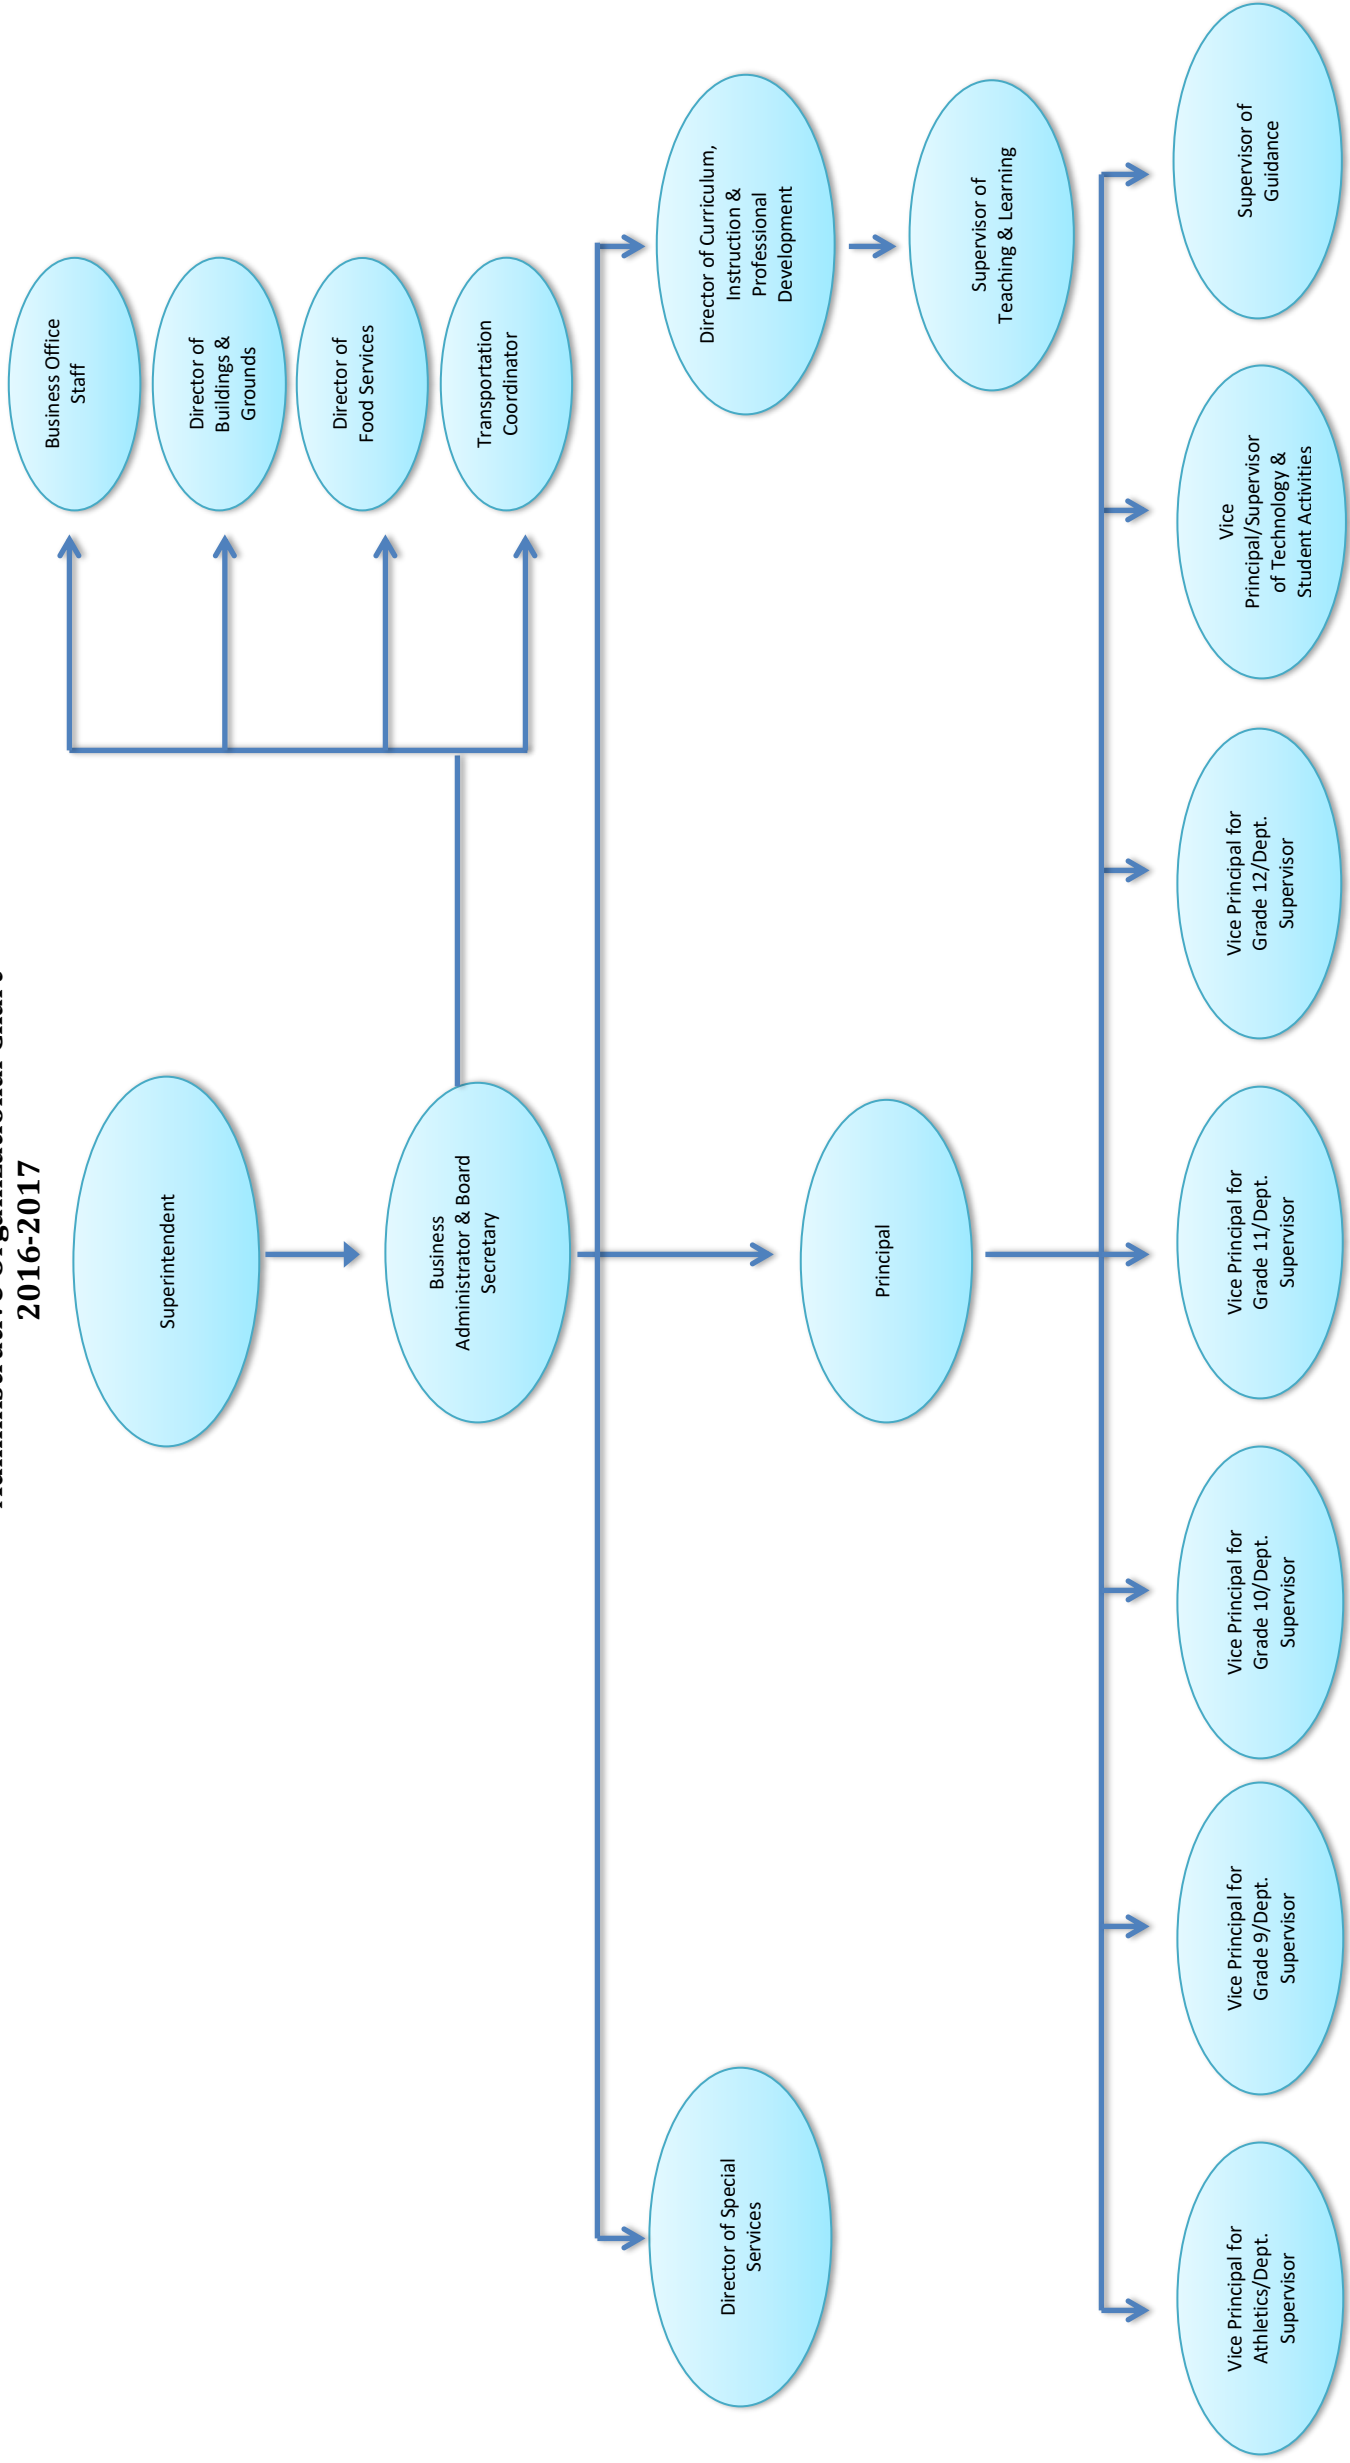 Administrative Organizational Chart
2016-2017
Superintendent
Business Office
Staff
Director of
Buildings &
Grounds
Director of
Food Services
Transportation
Coordinator
Business
Administrator & Board
Secretary
Director of Special
Services
Principal
Director of Curriculum,
Instruction &
Professional
Development
Supervisor of
Teaching & Learning
Vice Principal for
Athletics/Dept.
Supervisor
Vice Principal for
Grade 9/Dept.
Supervisor
Vice Principal for
Grade 10/Dept.
Supervisor
Vice Principal for
Grade 11/Dept.
Supervisor
Vice Principal for
Grade 12/Dept.
Supervisor
Vice
Principal/Supervisor
of Technology &
Student Activities
Supervisor of
Guidance